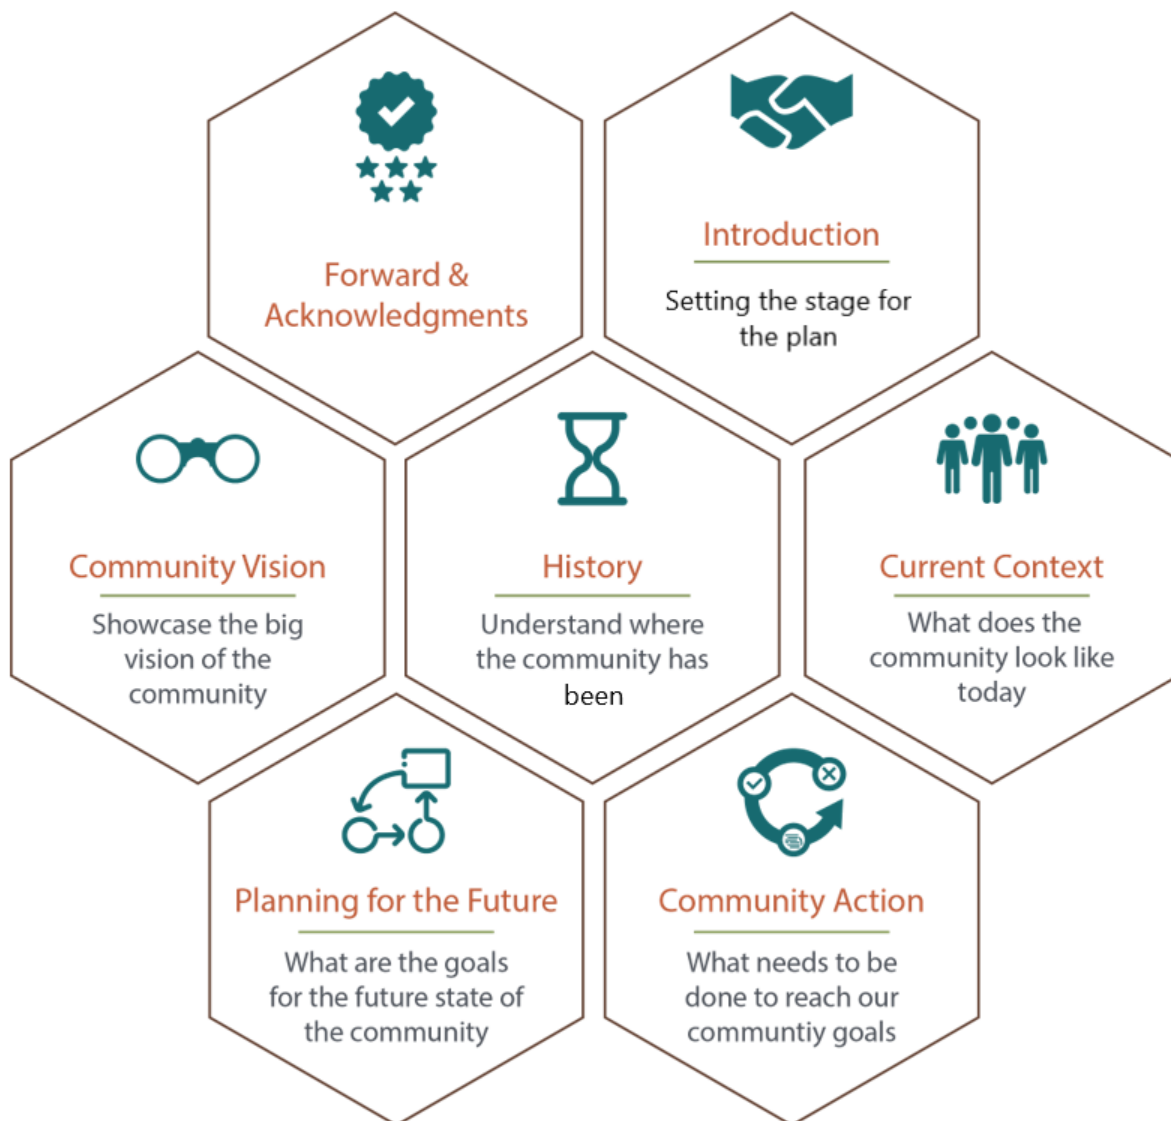 Forward &
Acknowledgments
Introduction
Setting the stage for
the plan
Community Vision
Showcase the big
vision of the
community
History
Understand where
the community has
been
Current Context
What does the
community look like
today
Planning for the Future
What are the goals
for the future state of
the community
Community Action
What needs to be
done to reach our
communtiy goals